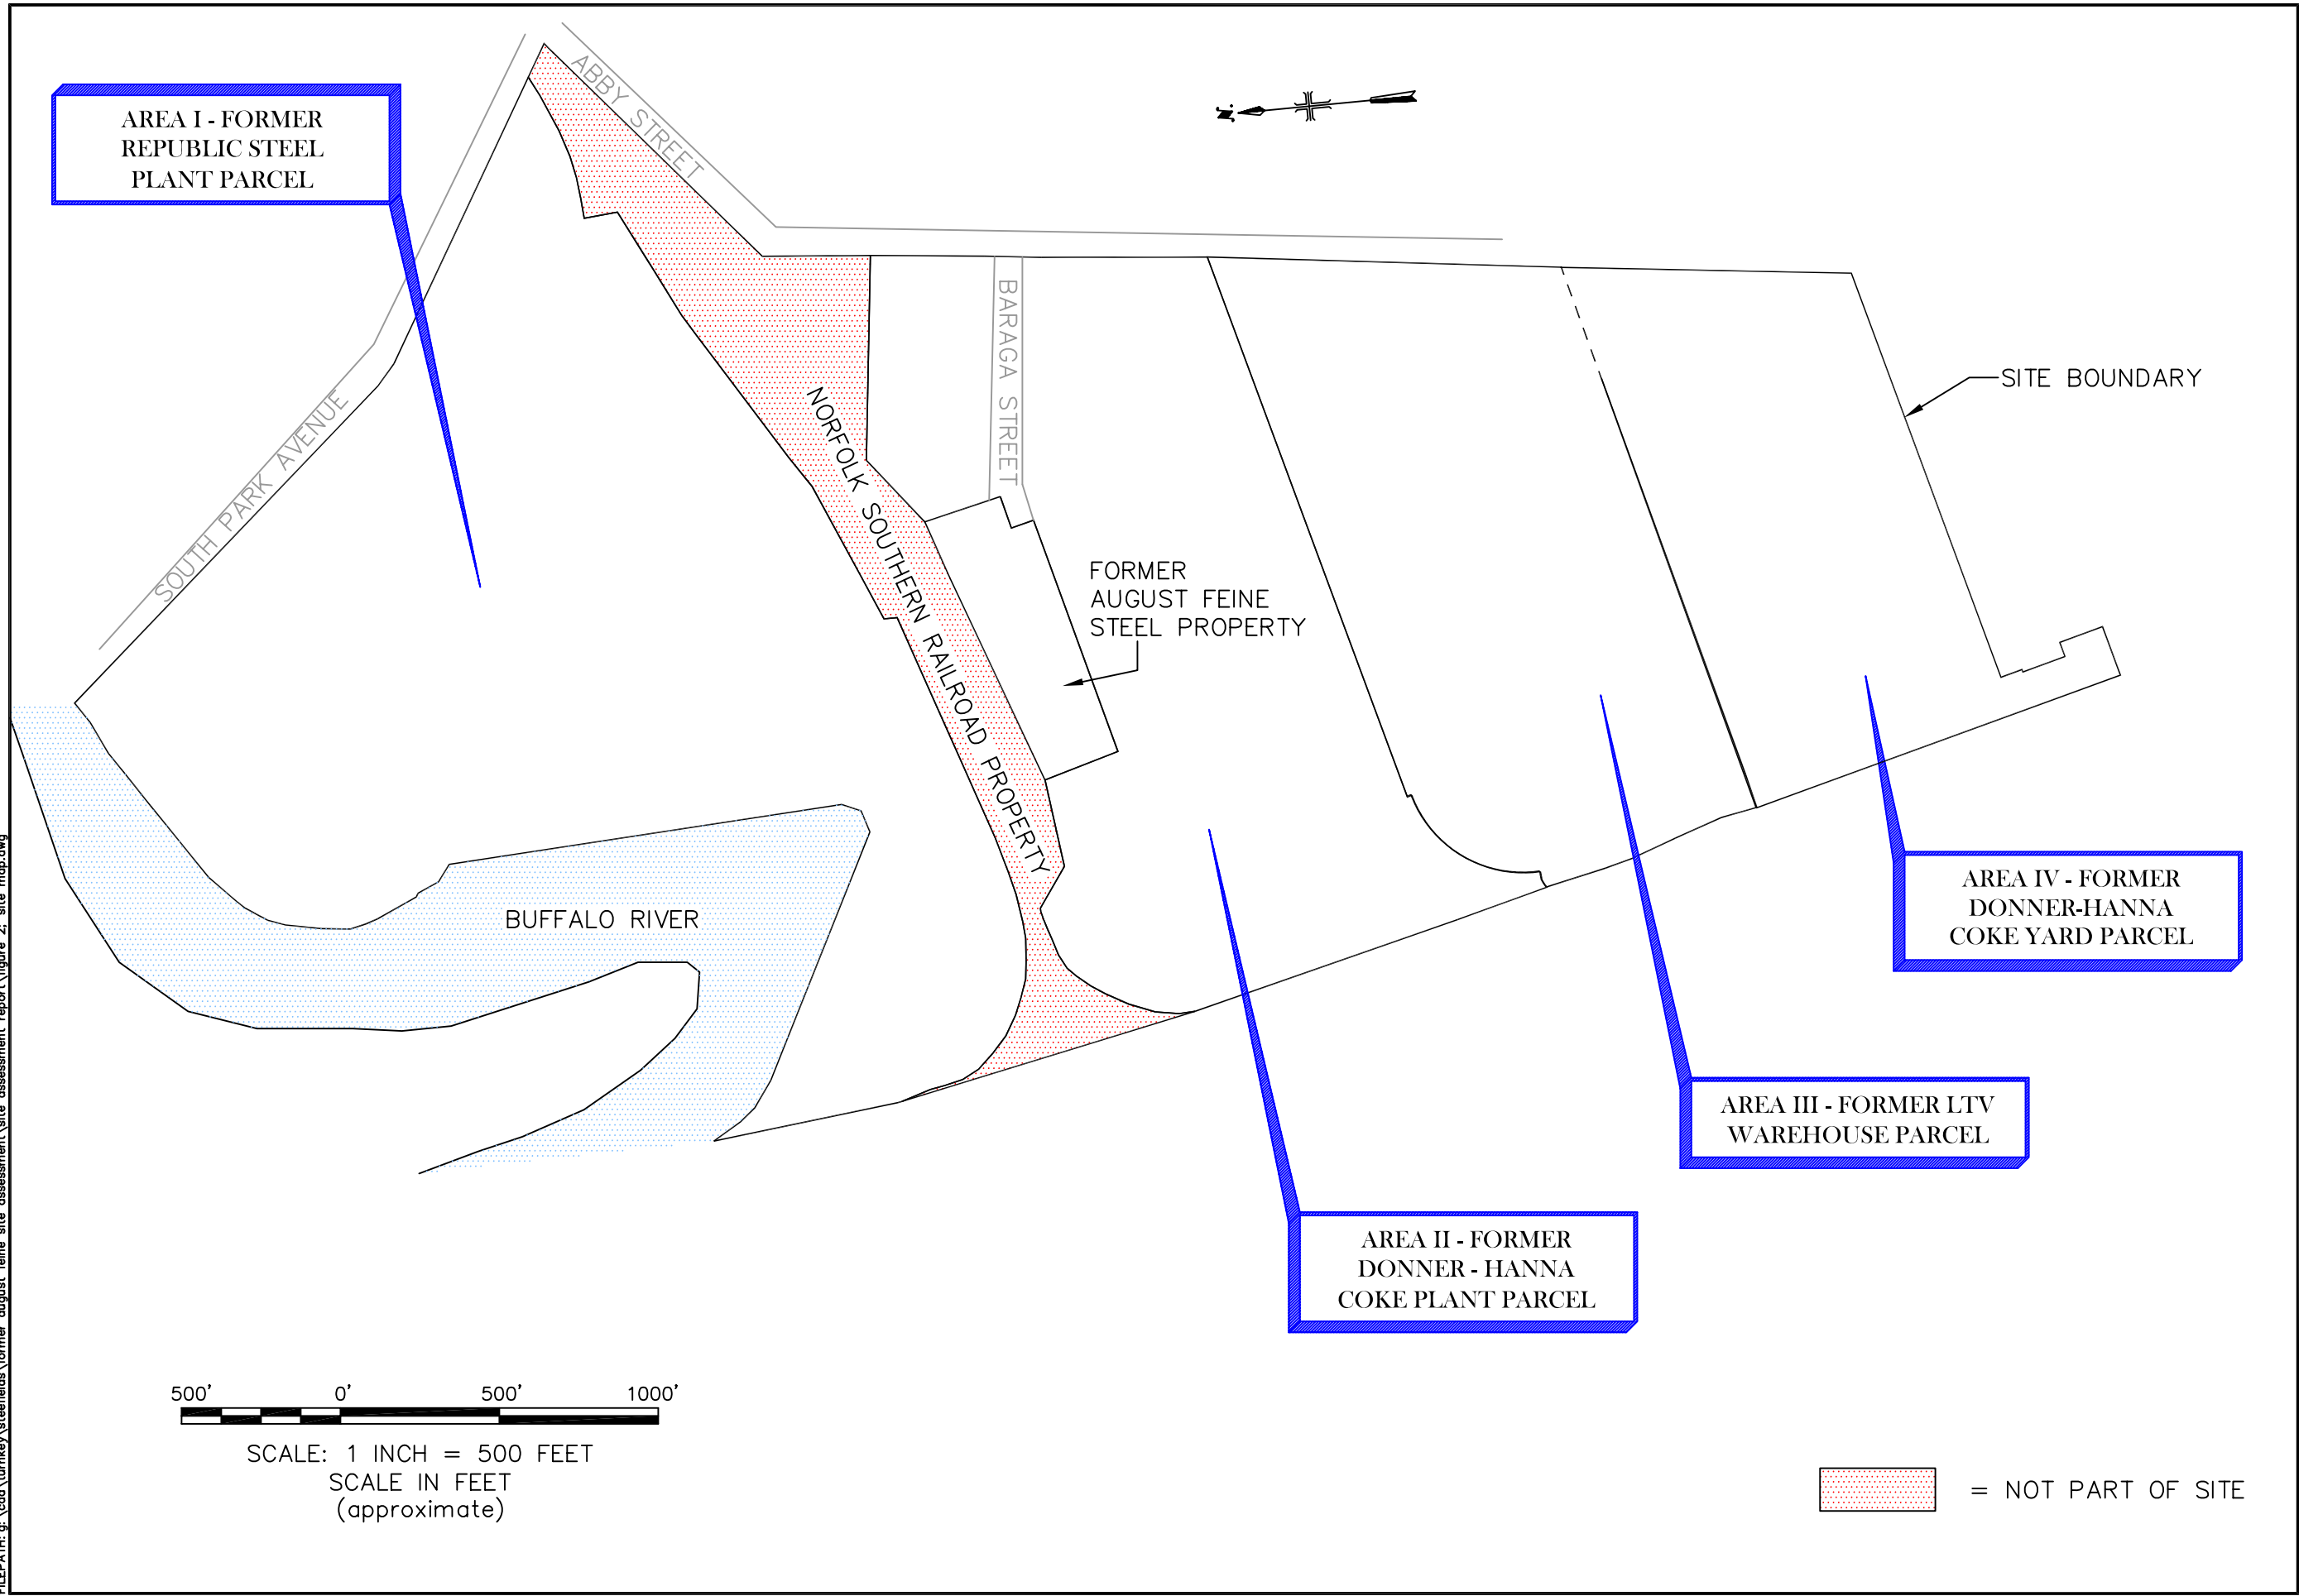 AREA I - FORMER
REPUBLIC STEEL
PLANT PARCEL
ABBY STREET
N.
SOUTH PARK AVENUE
BARAGA STREET
NORFOLK SOUTHERN RAILROAD PROPERTY
SITE BOUNDARY
FORMER
AUGUST FEINE
STEEL PROPERTY
BUFFALO RIVER
AREA IV - FORMER
DONNER-HANNA
COKE YARD PARCEL
AREA III - FORMER LTV
WAREHOUSE PARCEL
AREA II - FORMER
DONNER - HANNA
COKE PLANT PARCEL
500' 0' 500' 1000'
SCALE: 1 INCH = 500 FEET
SCALE IN FEET
(approximate)
= NOT PART OF SITE